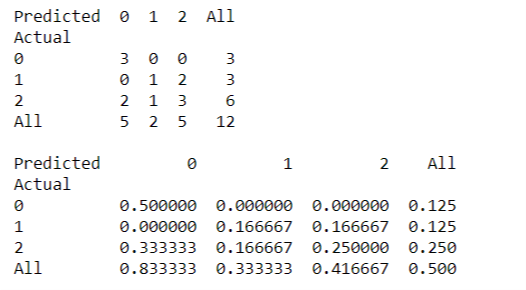 Predicted 0 1 2 All
Actual
0 3 0 0 3
1 0 1 2 3
2 2 1 3 6
All 5 2 5 12
Predicted 0 1 2 All
Actual
0 0.500000 0.000000 0.000000 0.125
1 0.000000 0.166667 0.166667 0.125
2 0.333333 0.166667 0.250000 0.250
All 0.833333 0.333333 0.416667 0.500